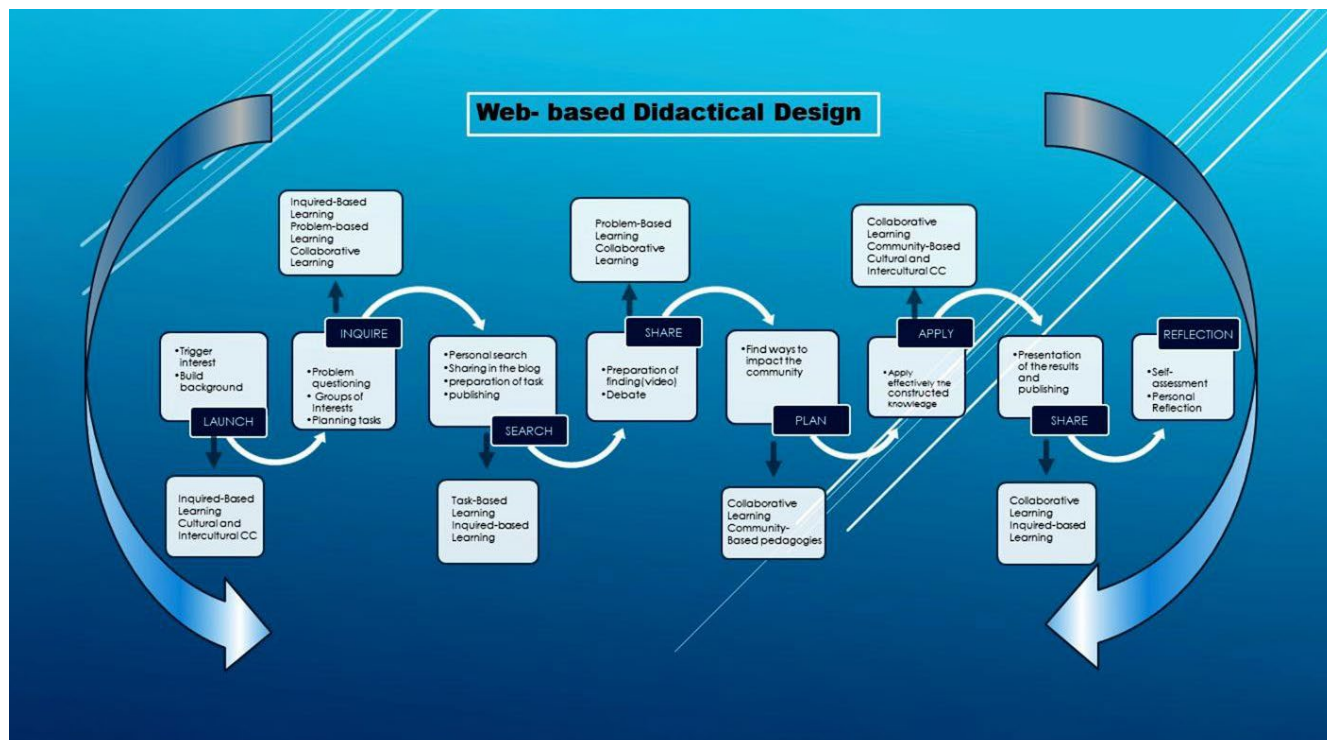 Web- based Didactical Design
Inquired-Based
Learning
Problem-based
Learning
Collaborative
Learning
Problem-Based
Learning
Collaborative
Learning
Collaborative
Learning
Community-Based
Cultural and
Intercultural CC
•Trigger
interest
•Build
background
LAUNCH
INQUIRE
•Problem
questioning
• Groups of
Interests
•Planning tasks
•Personal search
•Sharing in the blog
•preparation of task
•publishing
SEARCH
SHARE
•Preparation of
finding(video)
•Debate
•Find ways to
impact the
community
PLAN
APPLY
•Apply
effectively the
constructed
knowledge
•Presentation
of the results
and
publishing
SHARE
REFLECTION
•Self-
assessment
•Personal
Reflection
Inquired-Based
Learning
Cultural and
Intercultural CC
Task-Based
Learning
Inquired-based
Learning
Collaborative
Learning
Community-
Based pedagogies
Collaborative
Learning
Inquired-based
Learning